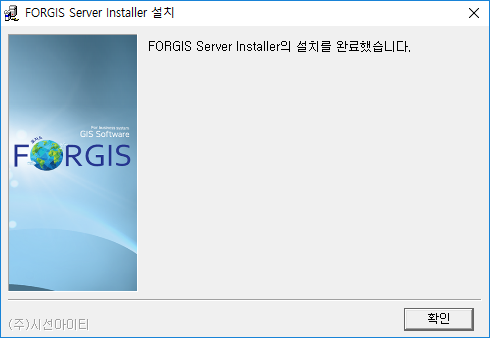 FORGIS Server Installer 설치
FORGIS Server Installer의 설치를 완료했습니다.
For business system
GIS Software
FORGIS
(주)시선아이티
확인